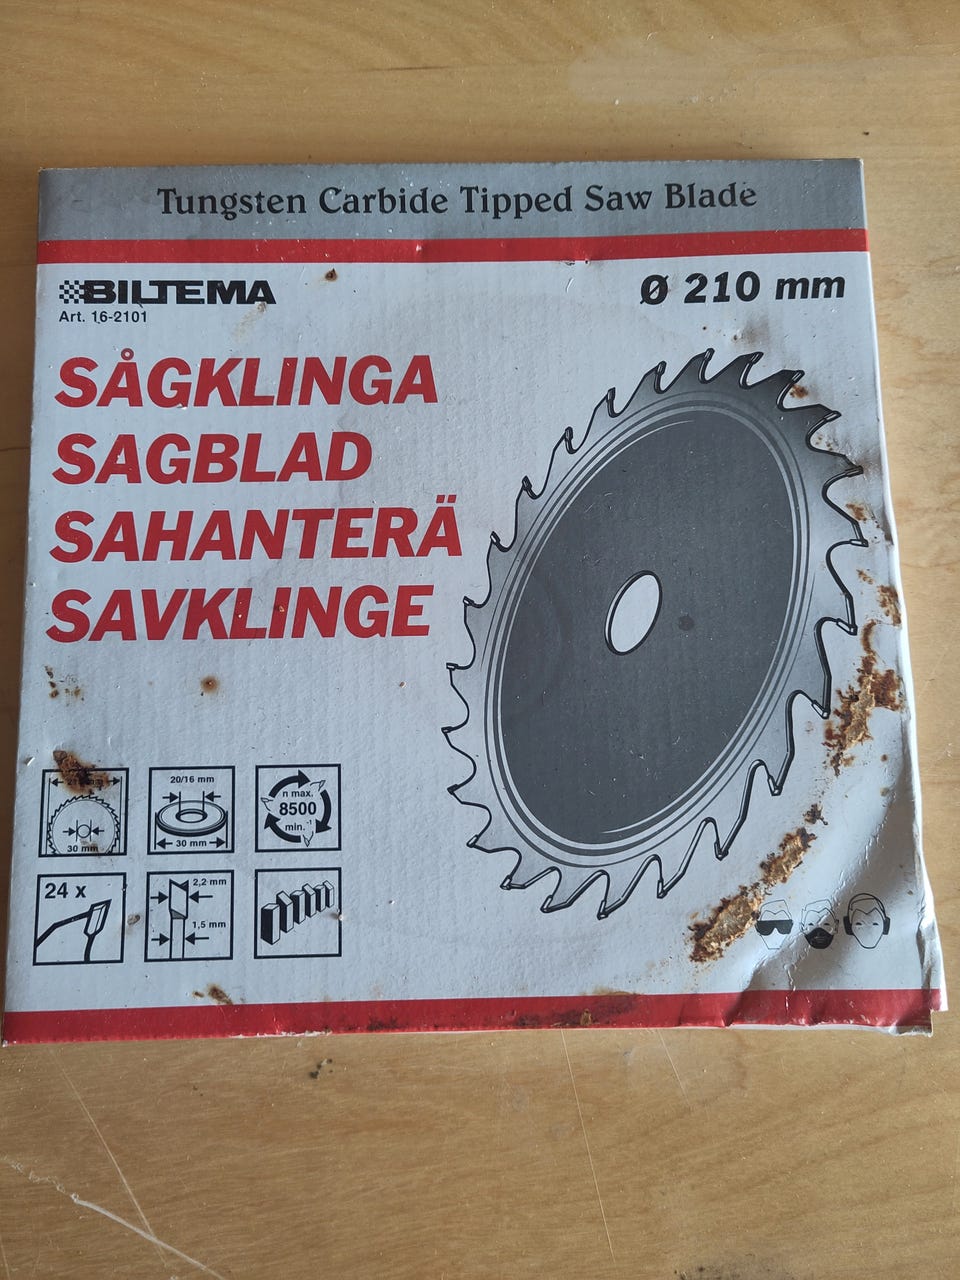 Tungsten Carbide Tipped Saw Blade
BILTEMA
Art. 16-2101
Ø 210 mm
SÅGKLINGA
SAGBLAD
SAHANTERÄ
SAVKLINGE
30 mm
20/16 mm
30 mm
n max.
8500
min.⁻¹
24 x
2,2 mm
1,5 mm